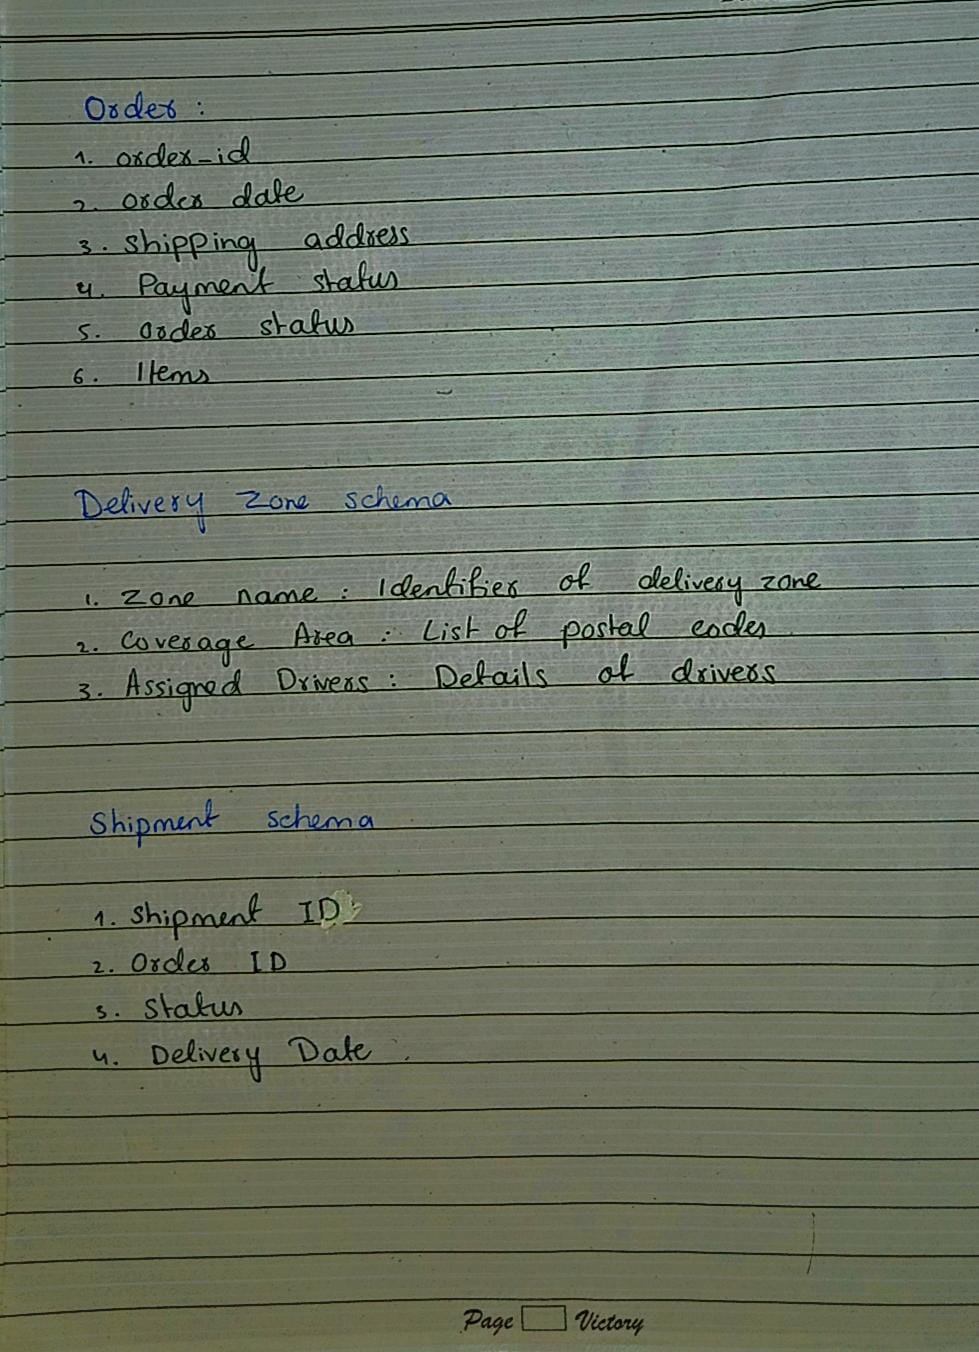 Order :
1. order-id
2. order date
3. shipping address
4. Payment status
5. order status
6. Items
Delivery Zone schema
1. Zone name : Identifier of delivery zone
2. Coverage Area : List of postal codes
3. Assigned Drivers : Details of drivers
Shipment schema
1. Shipment ID
2. Order ID
3. Status
4. Delivery Date
Page Victory